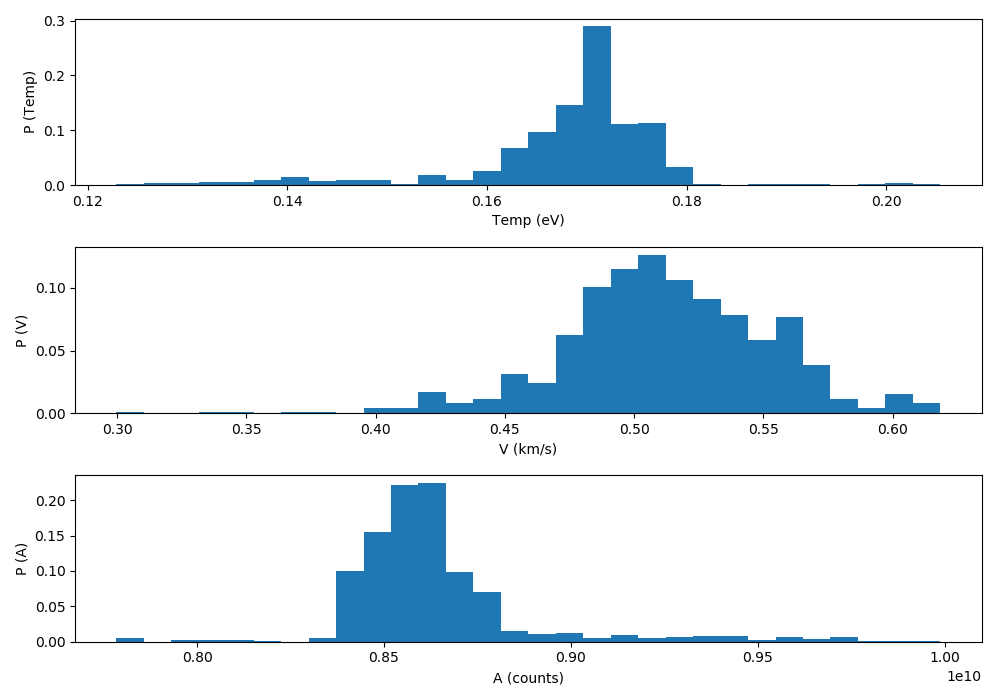 0.3
0.2
0.1
0.0
P (Temp)
0.12 0.14 0.16 0.18 0.20
Temp (eV)
0.10
0.05
0.00
P (V)
0.30 0.35 0.40 0.45 0.50 0.55 0.60
V (km/s)
0.20
0.15
0.10
0.05
0.00
P (A)
0.80 0.85 0.90 0.95 1.00
1e10
A (counts)